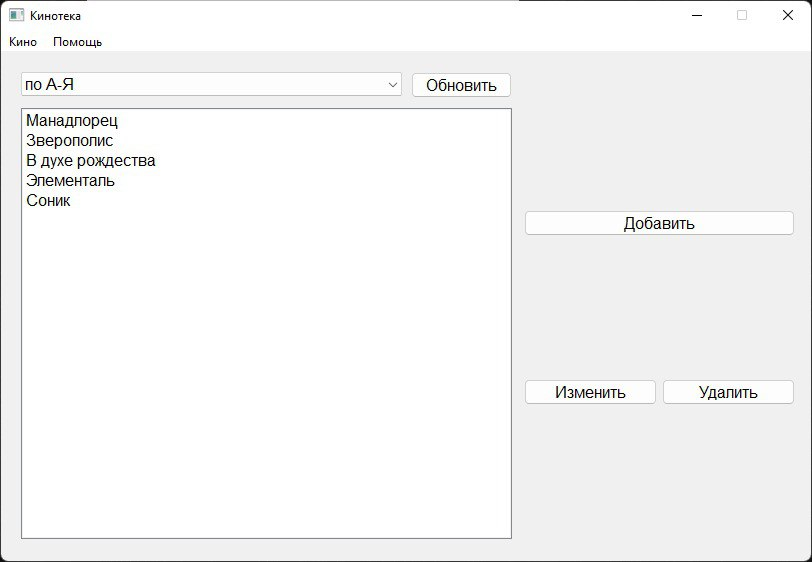 Кинотека
Кино Помощь
по А-Я
Обновить
Манадлорец
Зверополис
В духе рождества
Элементаль
Соник
Добавить
Изменить Удалить